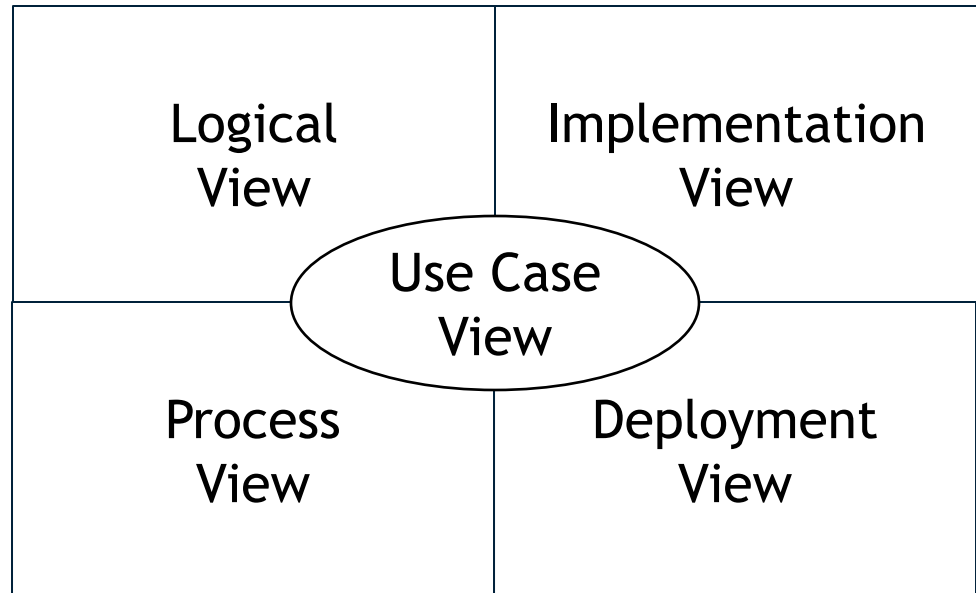 Logical
View
Implementation
View
Use Case
View
Process
View
Deployment
View